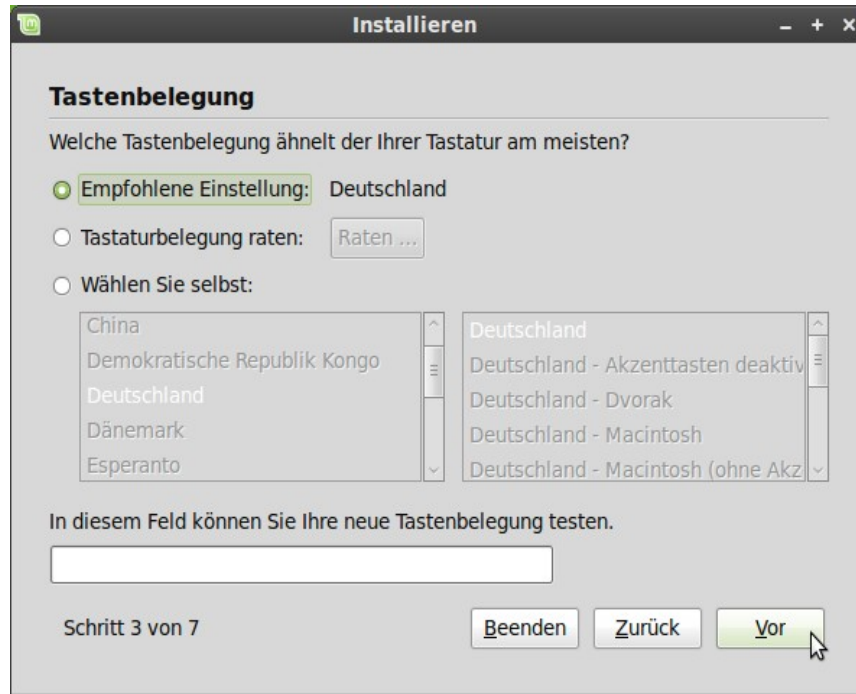 Installieren
Tastenbelegung
Welche Tastenbelegung ähnelt der Ihrer Tastatur am meisten?
Empfohlene Einstellung: Deutschland
Tastaturbelegung raten: Raten ...
Wählen Sie selbst:
China
Demokratische Republik Kongo
Deutschland
Dänemark
Esperanto
Deutschland
Deutschland - Akzenttasten deaktiv
Deutschland - Dvorak
Deutschland - Macintosh
Deutschland - Macintosh (ohne Akz
In diesem Feld können Sie Ihre neue Tastenbelegung testen.
Schritt 3 von 7 Beenden Zurück Vor